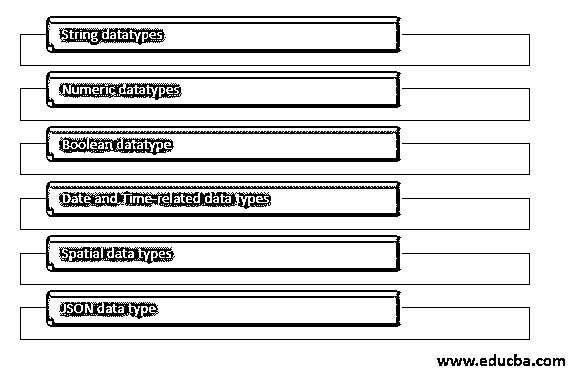 String datatypes
Numeric datatypes
Boolean datatype
Date and Time-related data types
Spatial data types
JSON data type
www.educba.com